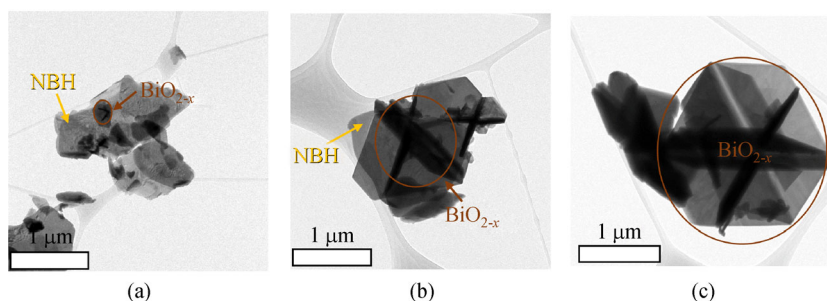 NBH
BiO2-x
1 μm
(a)
NBH
BiO2-x
1 μm
(b)
BiO2-x
1 μm
(c)